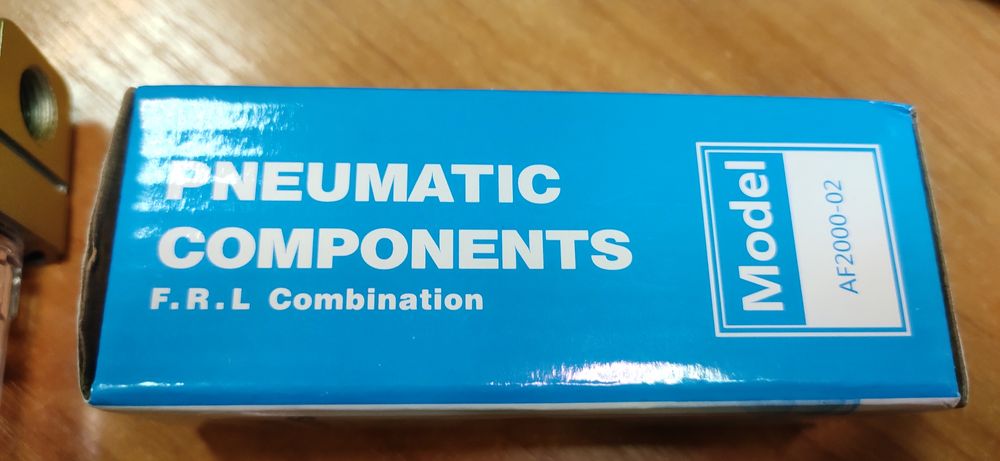 PNEUMATIC
COMPONENTS
F.R.L Combination
Model
AF2000-02